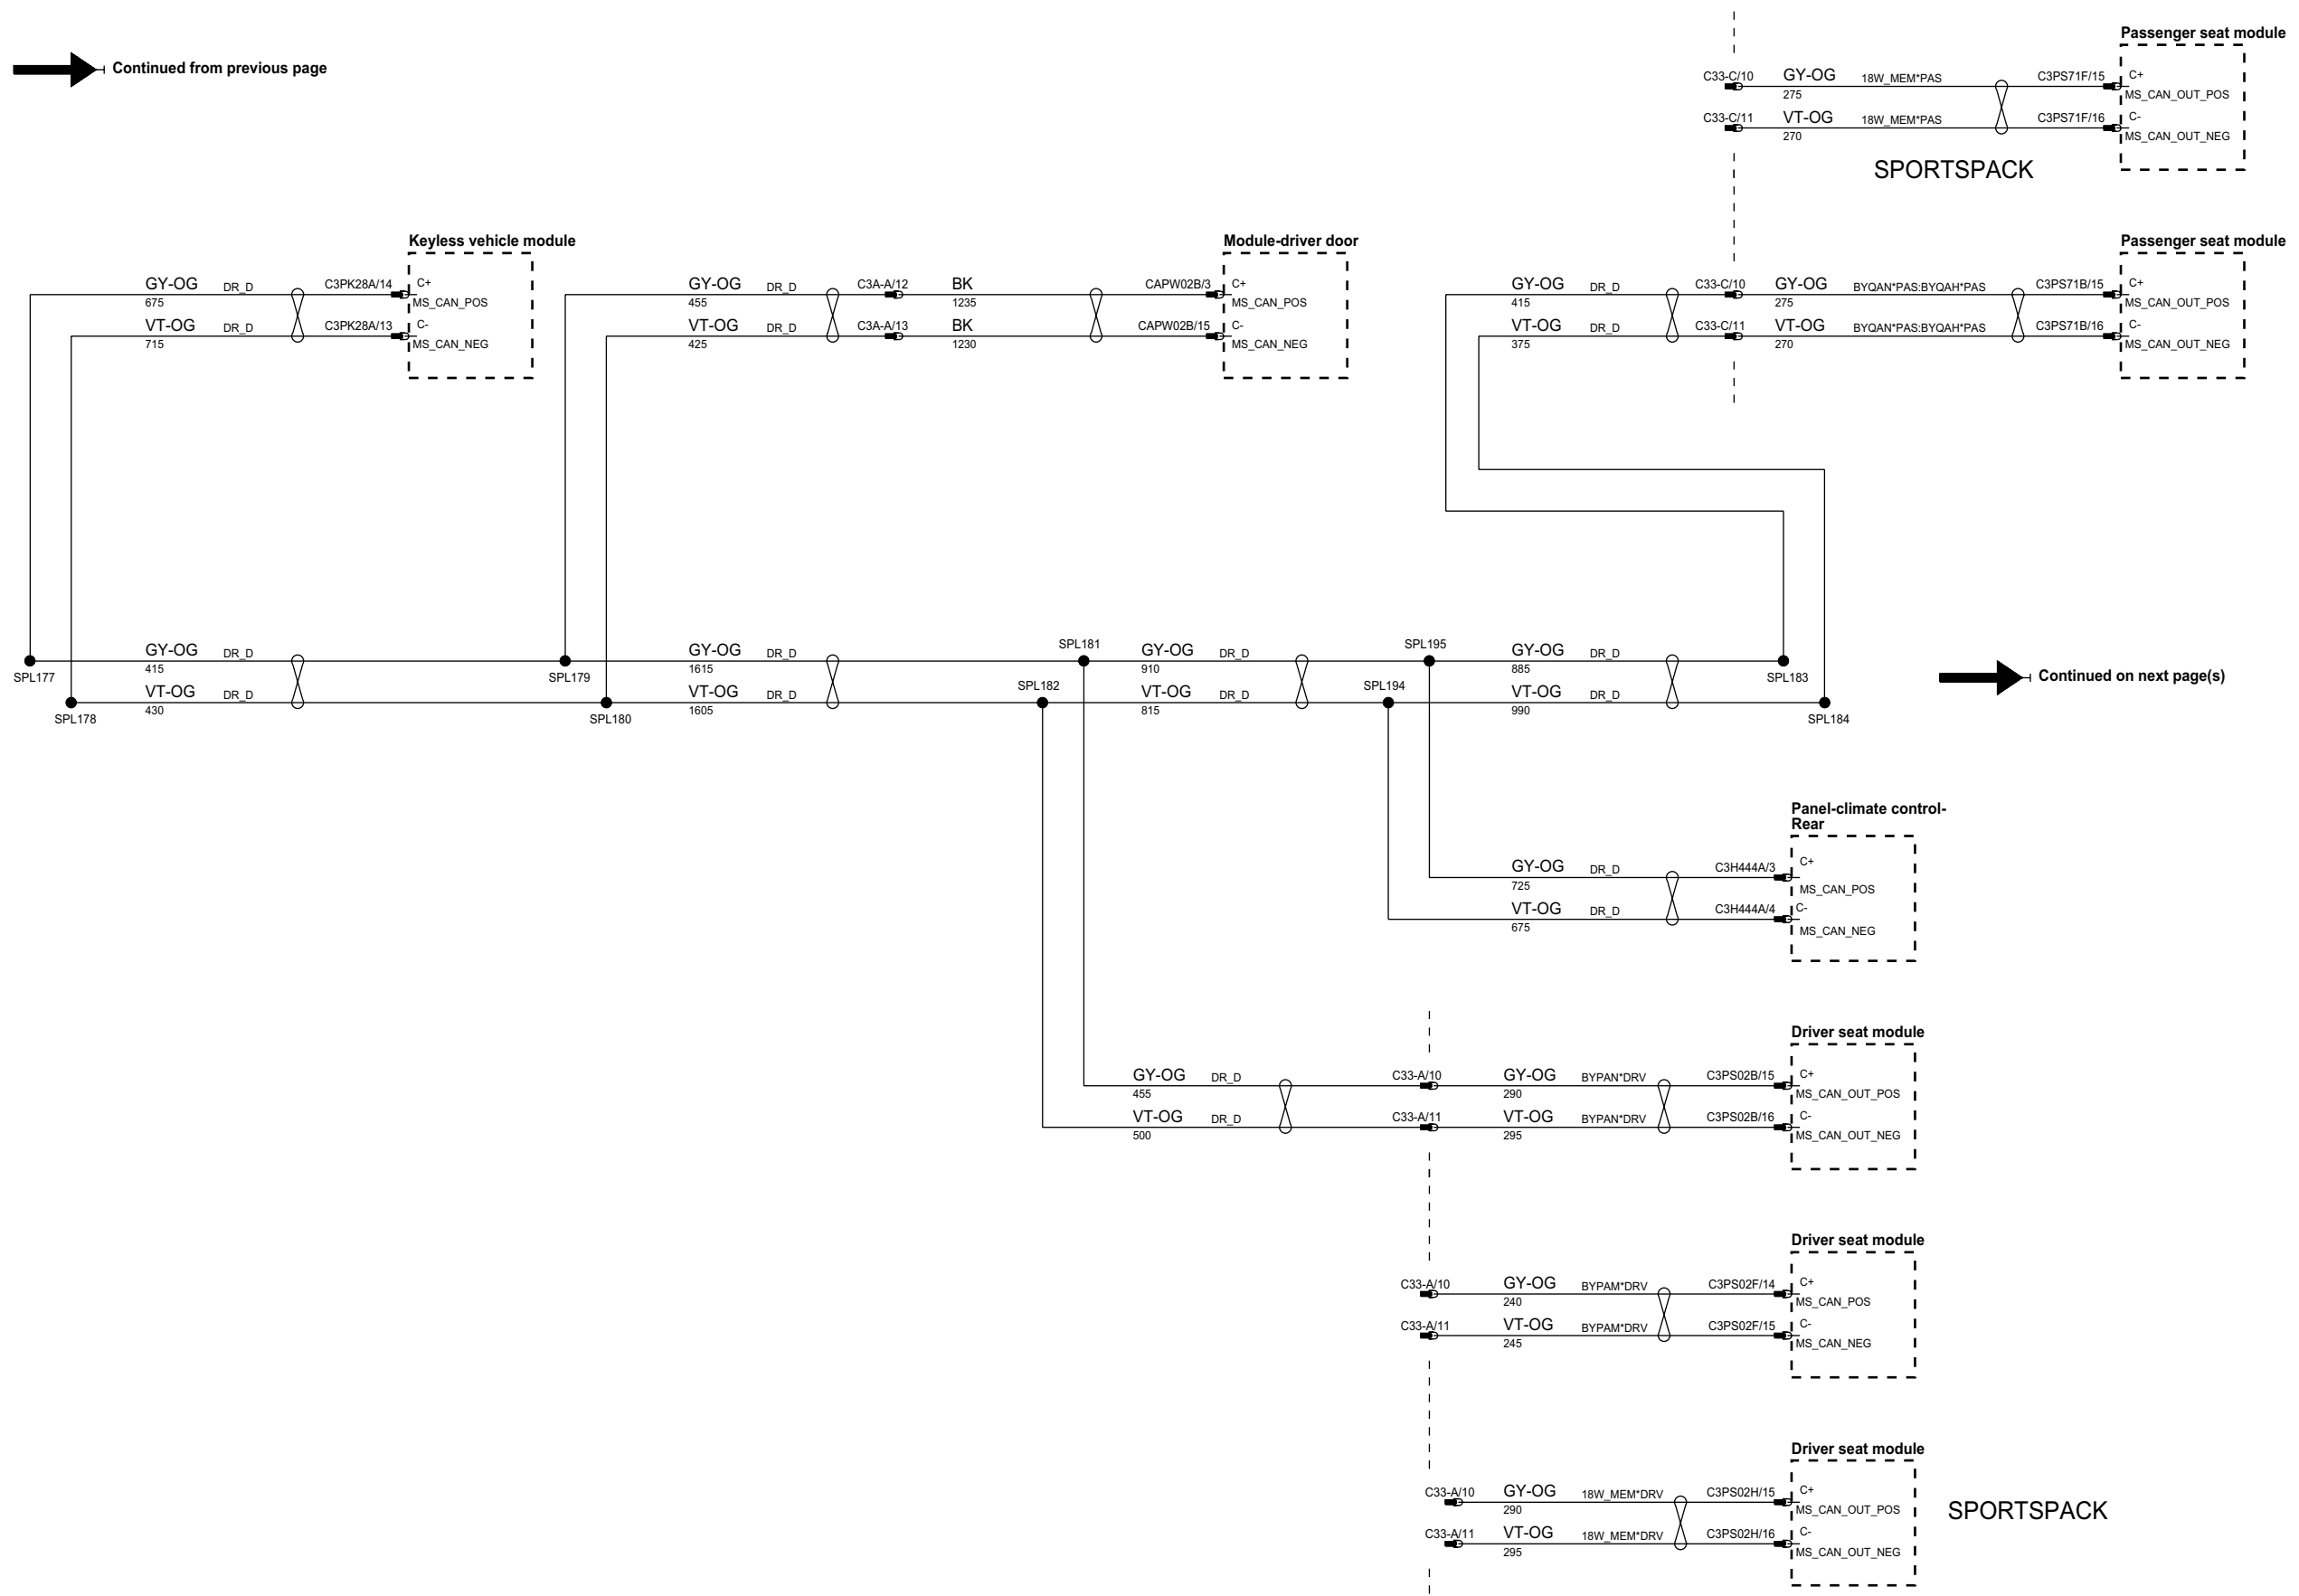 Continued from previous page
Passenger seat module
C33-C/10 GY-OG 18W_MEM*PAS C3PS71F/15 C+
275 MS_CAN_OUT_POS
C33-C/11 VT-OG 18W_MEM*PAS C3PS71F/16 C-
270 MS_CAN_OUT_NEG
SPORTSPACK
Keyless vehicle module
GY-OG DR_D C3PK28A/14 C+
675 MS_CAN_POS
VT-OG DR_D C3PK28A/13 C-
715 MS_CAN_NEG
Module-driver door
GY-OG DR_D C3A-A/12 BK CAPW02B/3 C+
455 1235 MS_CAN_POS
VT-OG DR_D C3A-A/13 BK CAPW02B/15 C-
425 1230 MS_CAN_NEG
Passenger seat module
GY-OG DR_D C33-C/10 GY-OG BYQAN*PAS:BYQAH*PAS C3PS71B/15 C+
415 275 MS_CAN_OUT_POS
VT-OG DR_D C33-C/11 VT-OG BYQAN*PAS:BYQAH*PAS C3PS71B/16 C-
375 270 MS_CAN_OUT_NEG
SPL181 SPL195
GY-OG DR_D GY-OG DR_D GY-OG DR_D GY-OG DR_D
415 1615 910 885
SPL177 SPL179 SPL183
Continued on next page(s)
SPL182 SPL194
VT-OG DR_D VT-OG DR_D VT-OG DR_D VT-OG DR_D
430 1605 815 990
SPL178 SPL180 SPL184
Panel-climate control-
Rear
GY-OG DR_D C3H444A/3 C+
725 MS_CAN_POS
VT-OG DR_D C3H444A/4 C-
675 MS_CAN_NEG
Driver seat module
GY-OG DR_D C33-A/10 GY-OG BYPAN*DRV C3PS02B/15 C+
455 290 MS_CAN_OUT_POS
VT-OG DR_D C33-A/11 VT-OG BYPAN*DRV C3PS02B/16 C-
500 295 MS_CAN_OUT_NEG
Driver seat module
C33-A/10 GY-OG BYPAM*DRV C3PS02F/14 C+
240 MS_CAN_POS
C33-A/11 VT-OG BYPAM*DRV C3PS02F/15 C-
245 MS_CAN_NEG
Driver seat module
C33-A/10 GY-OG 18W_MEM*DRV C3PS02H/15 C+
290 MS_CAN_OUT_POS
SPORTSPACK
C33-A/11 VT-OG 18W_MEM*DRV C3PS02H/16 C-
295 MS_CAN_OUT_NEG